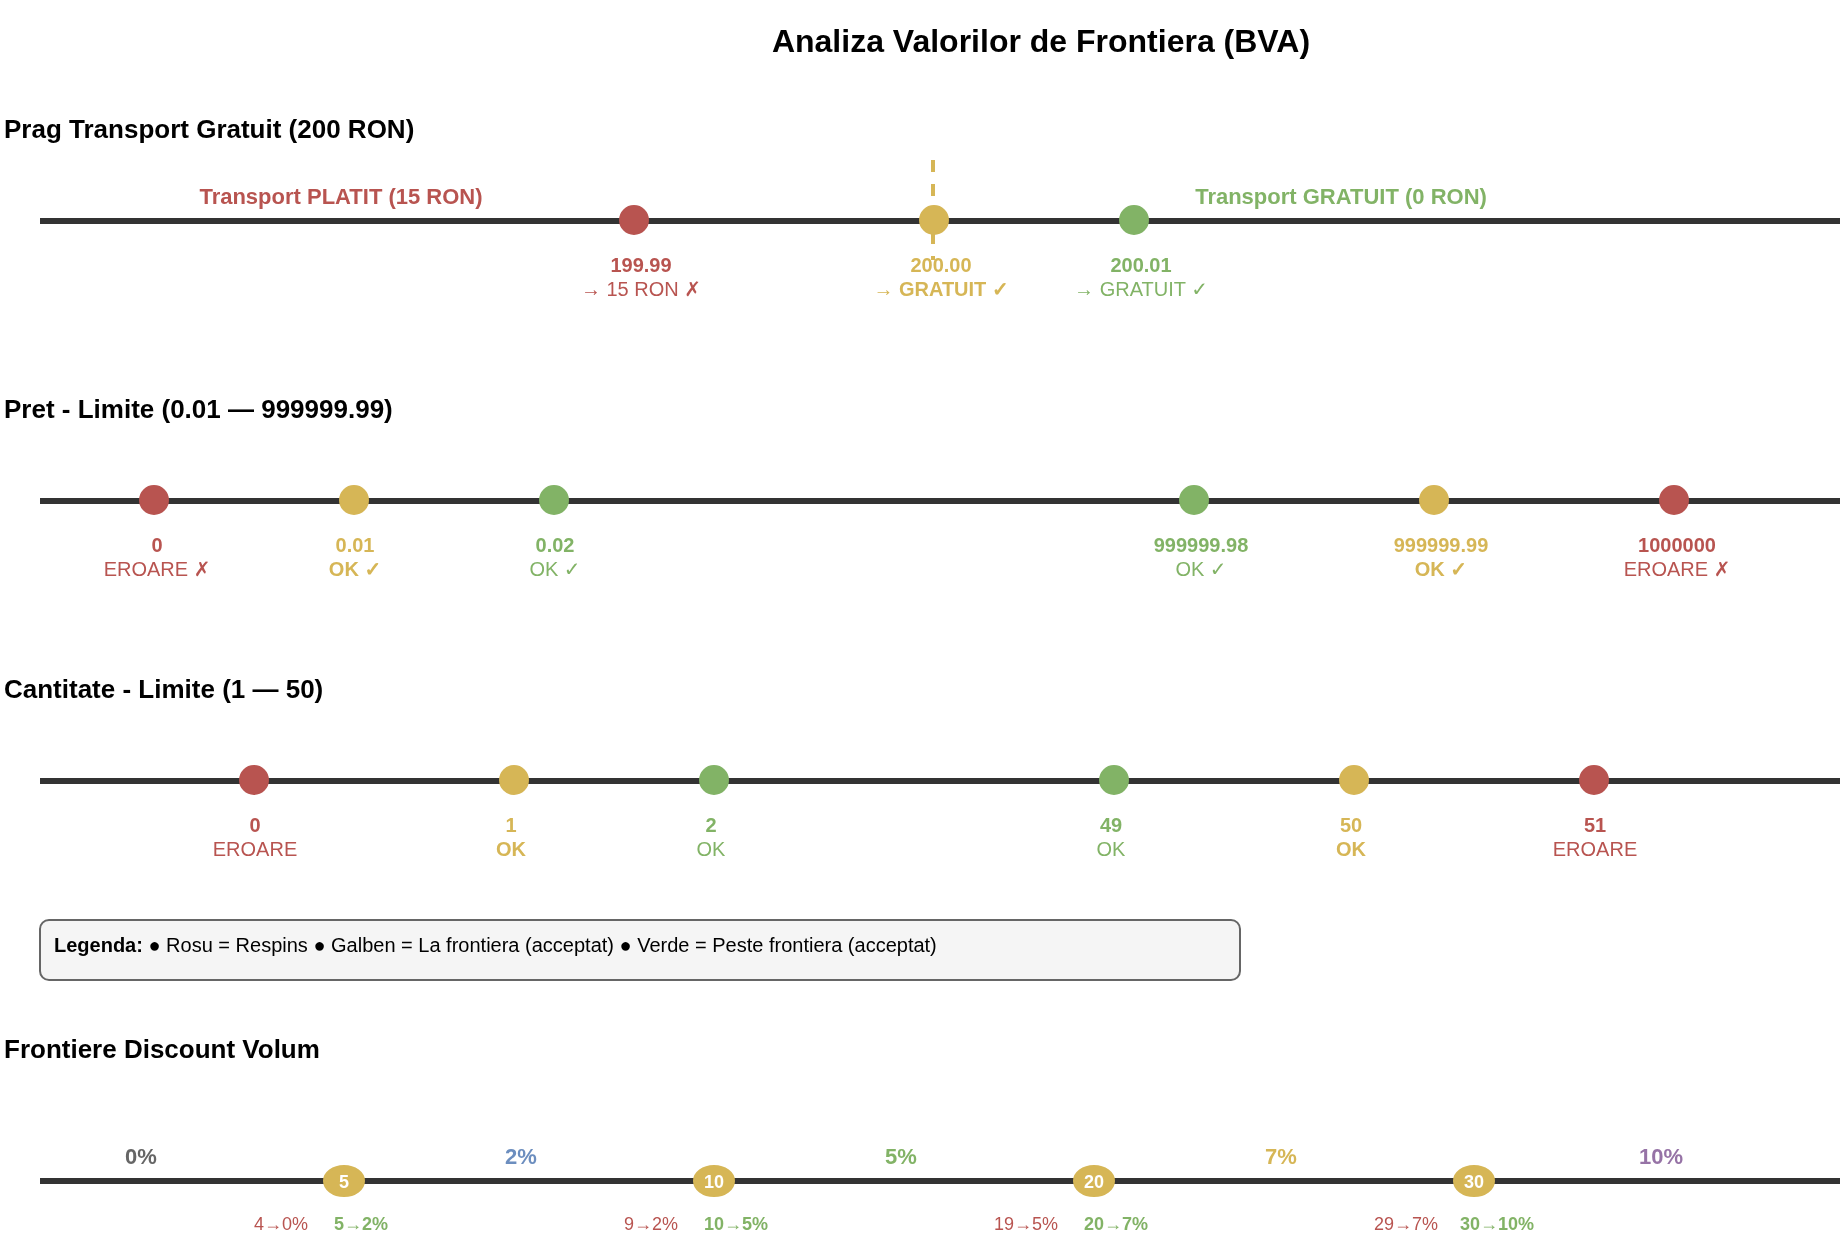 Analiza Valorilor de Frontiera (BVA)
Prag Transport Gratuit (200 RON)
Transport PLATIT (15 RON)
Transport GRATUIT (0 RON)
199.99
→ 15 RON ✗
200.00
→ GRATUIT ✓
200.01
→ GRATUIT ✓
Pret - Limite (0.01 — 999999.99)
0
EROARE ✗
0.01
OK ✓
0.02
OK ✓
999999.98
OK ✓
999999.99
OK ✓
1000000
EROARE ✗
Cantitate - Limite (1 — 50)
0
EROARE
1
OK
2
OK
49
OK
50
OK
51
EROARE
Legenda: ● Rosu = Respins ● Galben = La frontiera (acceptat) ● Verde = Peste frontiera (acceptat)
Frontiere Discount Volum
0%
2%
5%
7%
10%
5
10
20
30
4→0%
5→2%
9→2%
10→5%
19→5%
20→7%
29→7%
30→10%